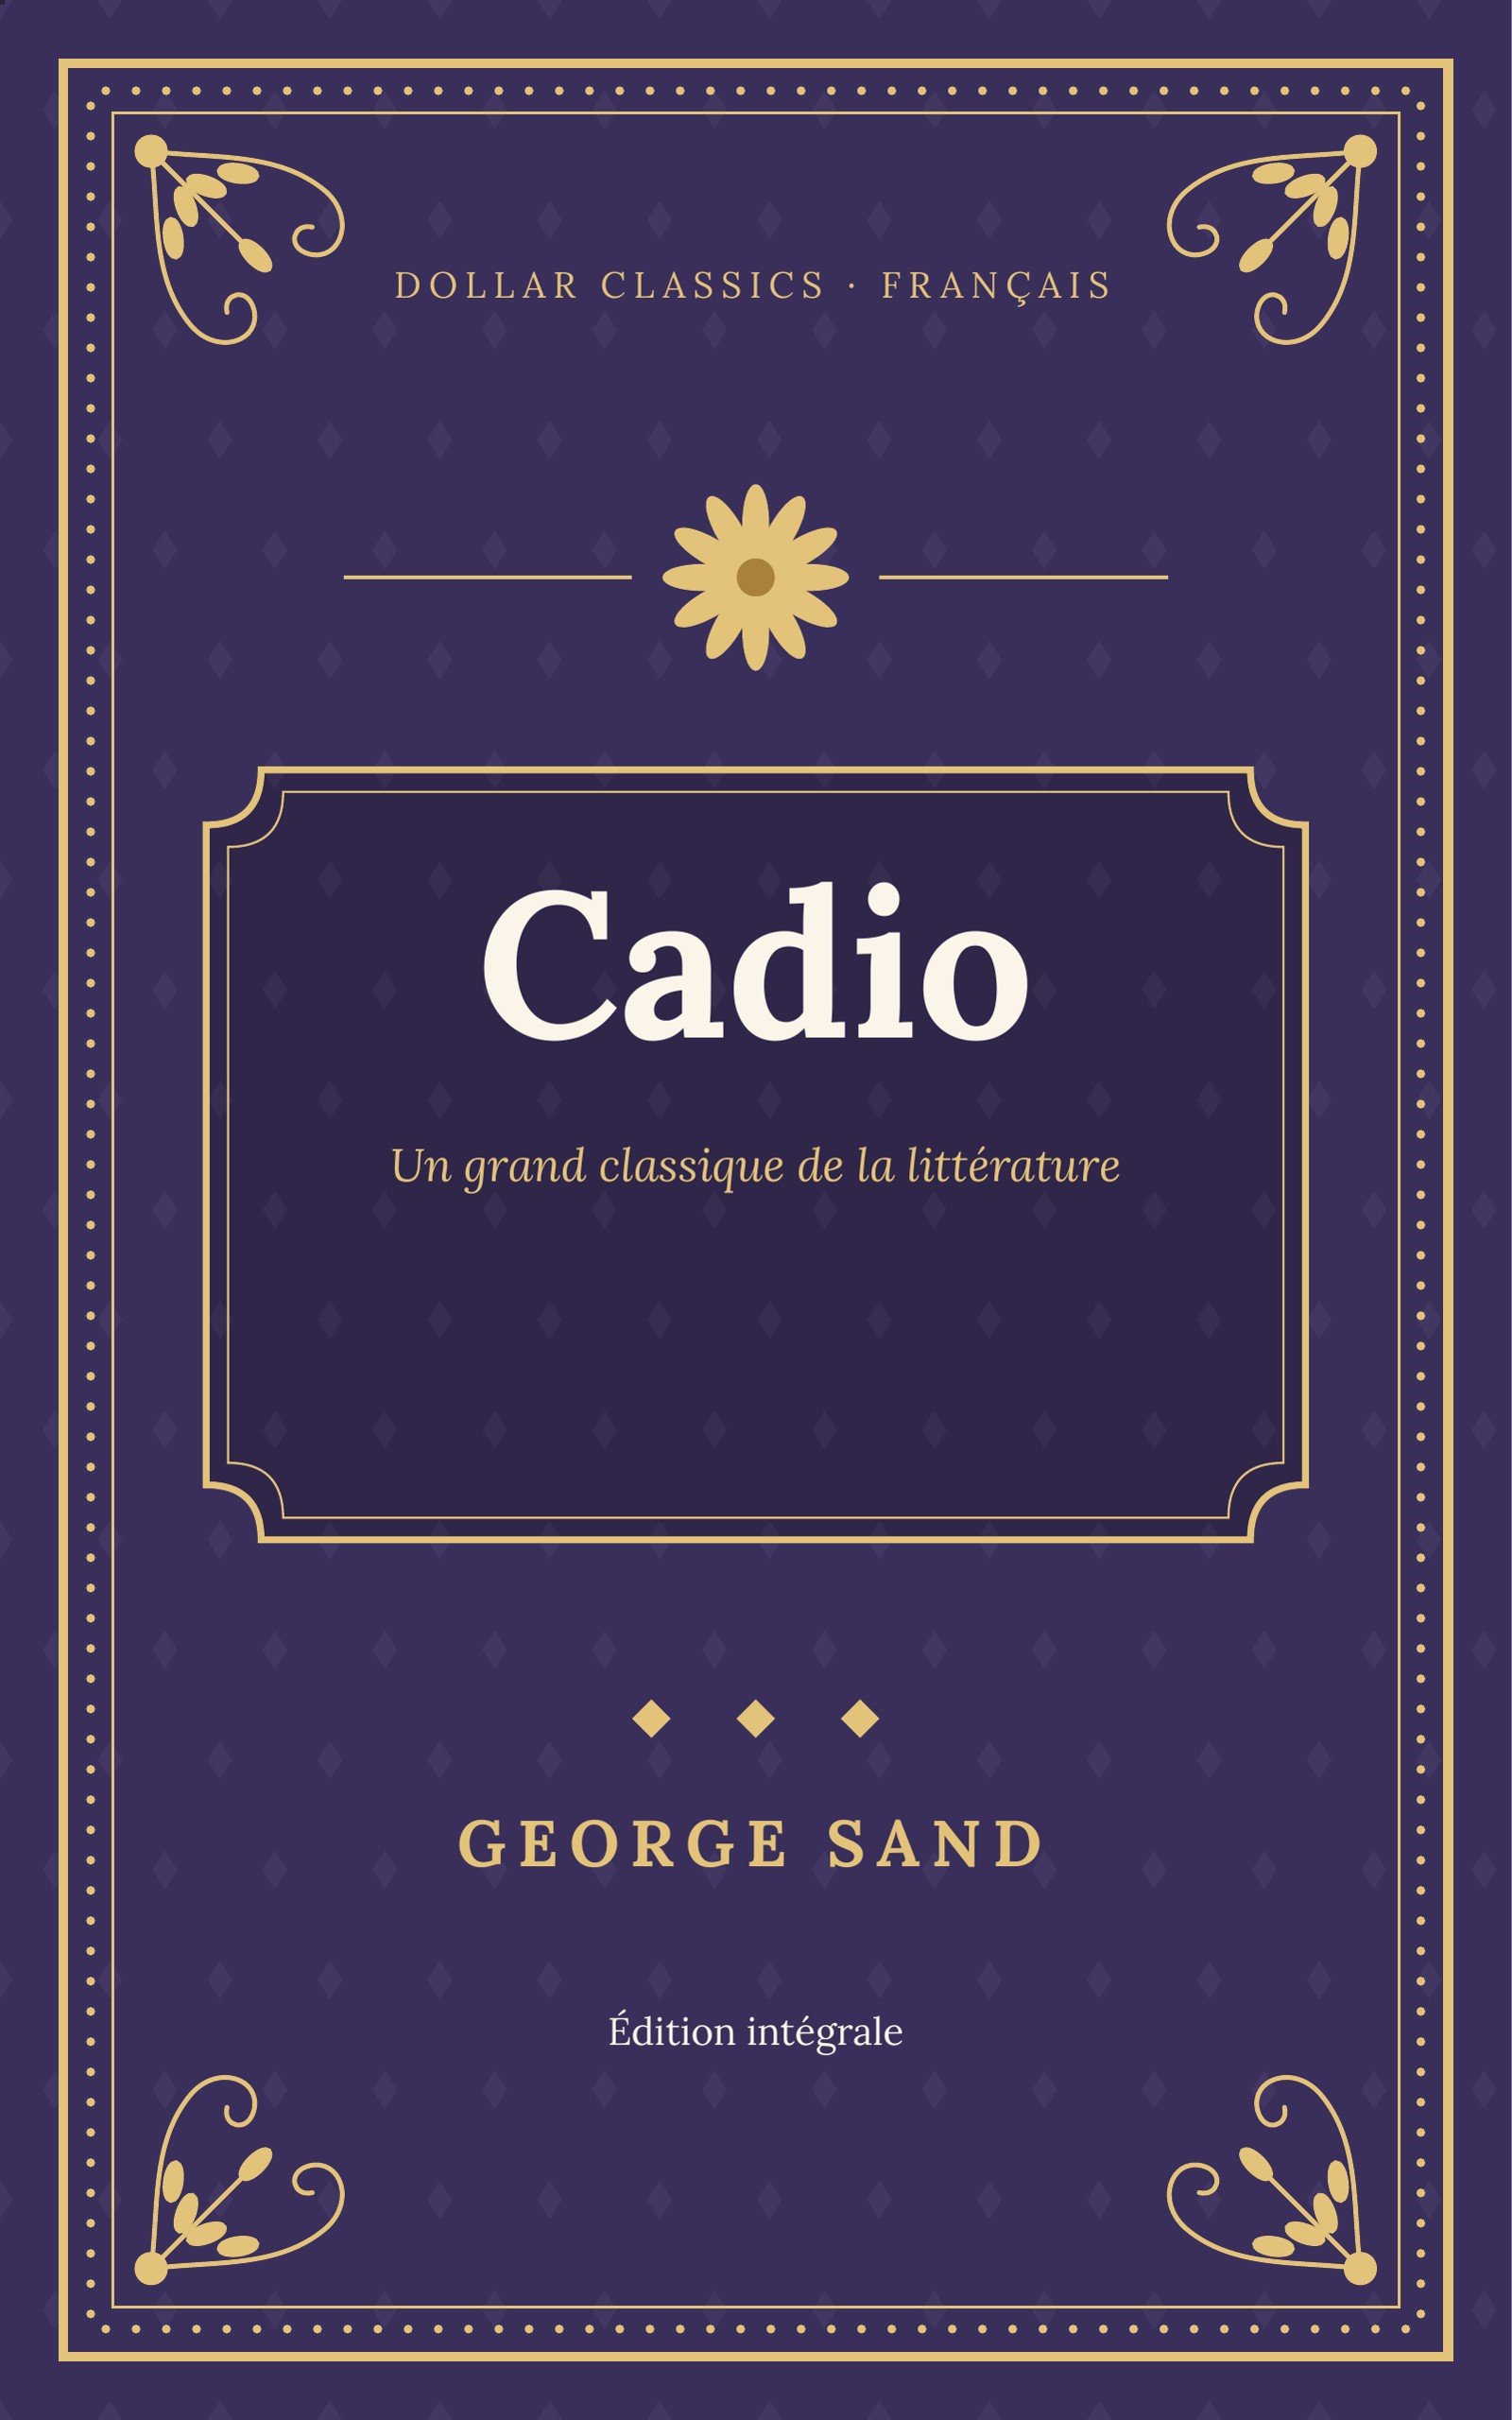 DOLLAR CLASSICS · FRANÇAIS
Cadio
Un grand classique de la littérature
GEORGE SAND
Édition intégrale